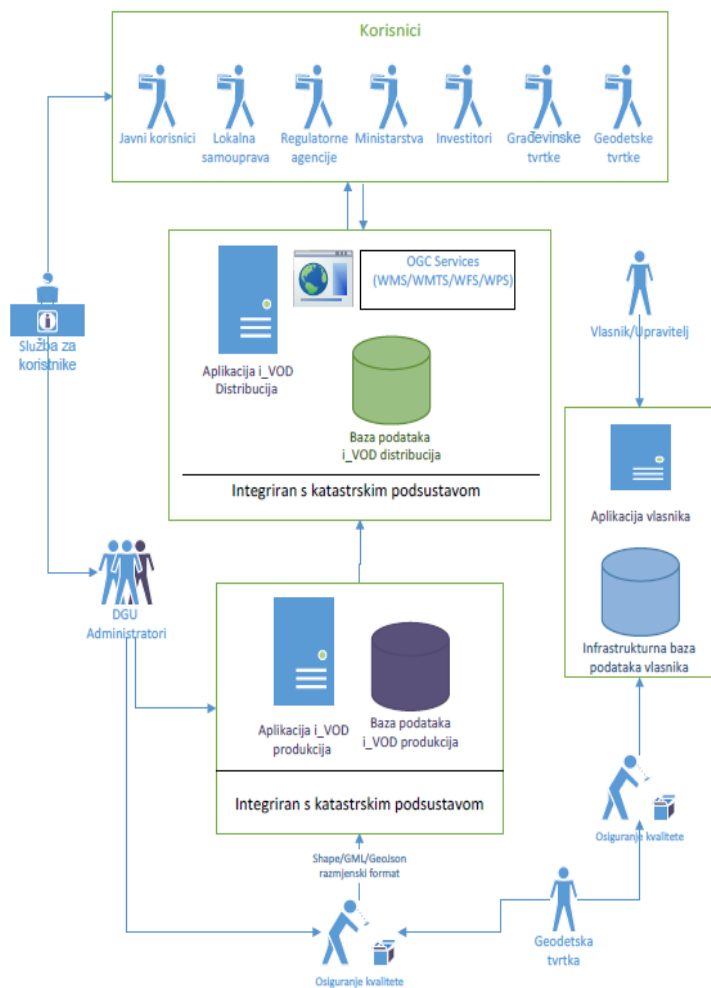 Korisnici
Javni korisnici
Lokalna
samouprava
Regulatorne
agencije
Ministarstva
Investitori
Građevinske
tvrtke
Geodetske
tvrtke
OGC Services
(WMS/WMTS/WFS/WPS)
Aplikacija i_VOD
Distribucija
Baza podataka
i_VOD distribucija
Integriran s katastrskim podsustavom
Služba za
koristnike
Vlasnik/Upravitelj
Aplikacija vlasnika
Infrastrukturna baza
podataka vlasnika
DGU
Administratori
Aplikacija i_VOD
produkcija
Baza podataka
i_VOD produkcija
Integriran s katastrskim podsustavom
Shape/GML/GeoJson
razmjenski format
Osiguranje kvalitete
Geodetska
tvrtka
Osiguranje kvalitete